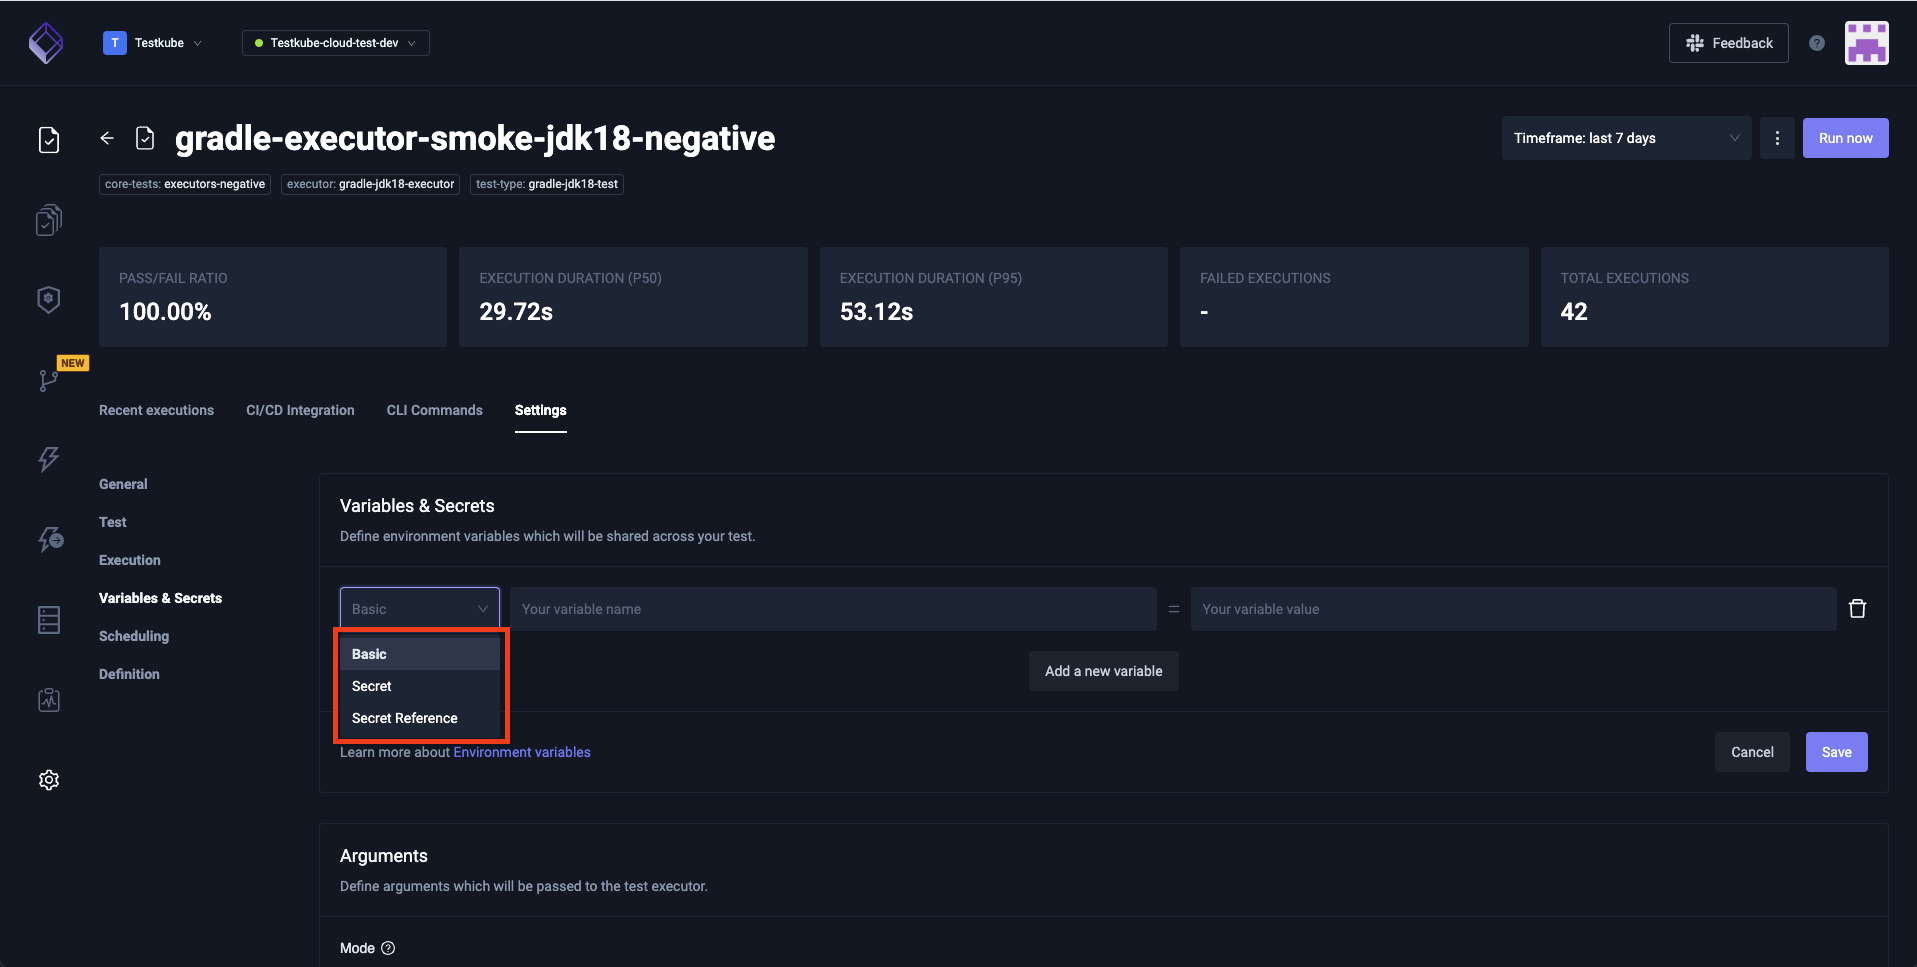 T Testkube Testkube-cloud-test-dev Feedback ?
gradle-executor-smoke-jdk18-negative
Timeframe: last 7 days Run now
core-tests: executors-negative executor: gradle-jdk18-executor test-type: gradle-jdk18-test
PASS/FAIL RATIO
100.00%
EXECUTION DURATION (P50)
29.72s
EXECUTION DURATION (P95)
53.12s
FAILED EXECUTIONS
-
TOTAL EXECUTIONS
42
NEW
Recent executions CI/CD Integration CLI Commands Settings
General
Test
Execution
Variables & Secrets
Scheduling
Definition
Variables & Secrets
Define environment variables which will be shared across your test.
Basic Your variable name = Your variable value
Basic
Secret
Secret Reference
Add a new variable
Learn more about Environment variables
Cancel Save
Arguments
Define arguments which will be passed to the test executor.
Mode ?